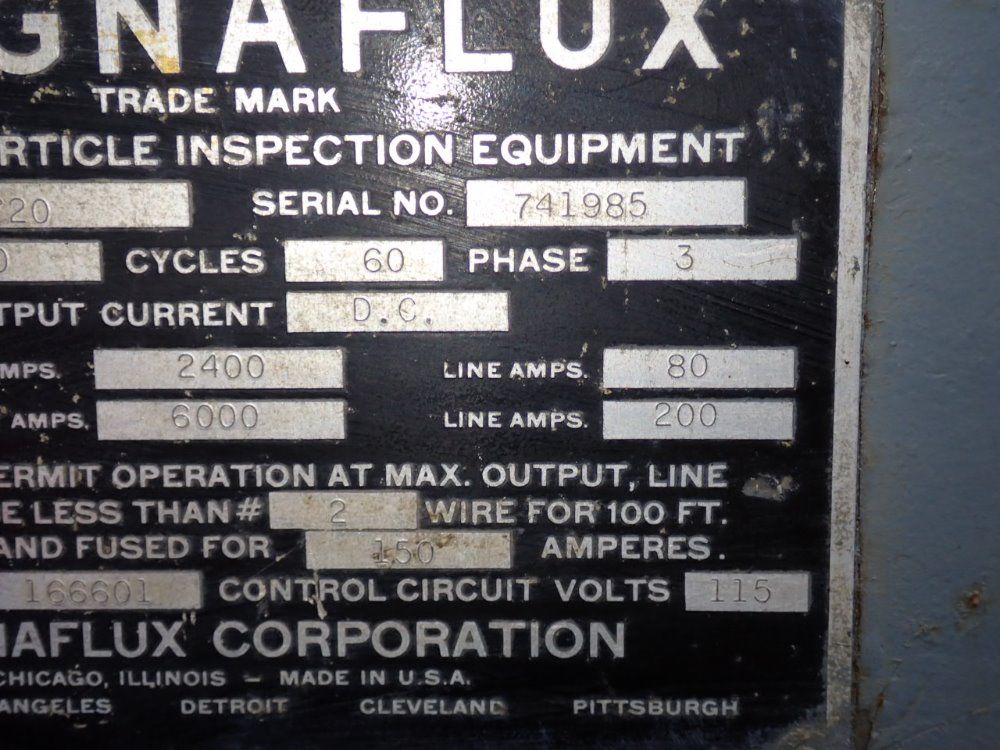 GNAFLUX
TRADE MARK
RTICLE INSPECTION EQUIPMENT
20 SERIAL NO. 741985
0 CYCLES 60 PHASE 3
TPUT CURRENT D.C.
MPS. 2400 LINE AMPS. 80
AMPS. 6000 LINE AMPS. 200
ERMIT OPERATION AT MAX. OUTPUT, LINE
E LESS THAN # 2 WIRE FOR 100 FT.
AND FUSED FOR 150 AMPERES.
166601 CONTROL CIRCUIT VOLTS 115
NAFLUX CORPORATION
CHICAGO, ILLINOIS - MADE IN U.S.A.
ANGELES DETROIT CLEVELAND PITTSBURGH